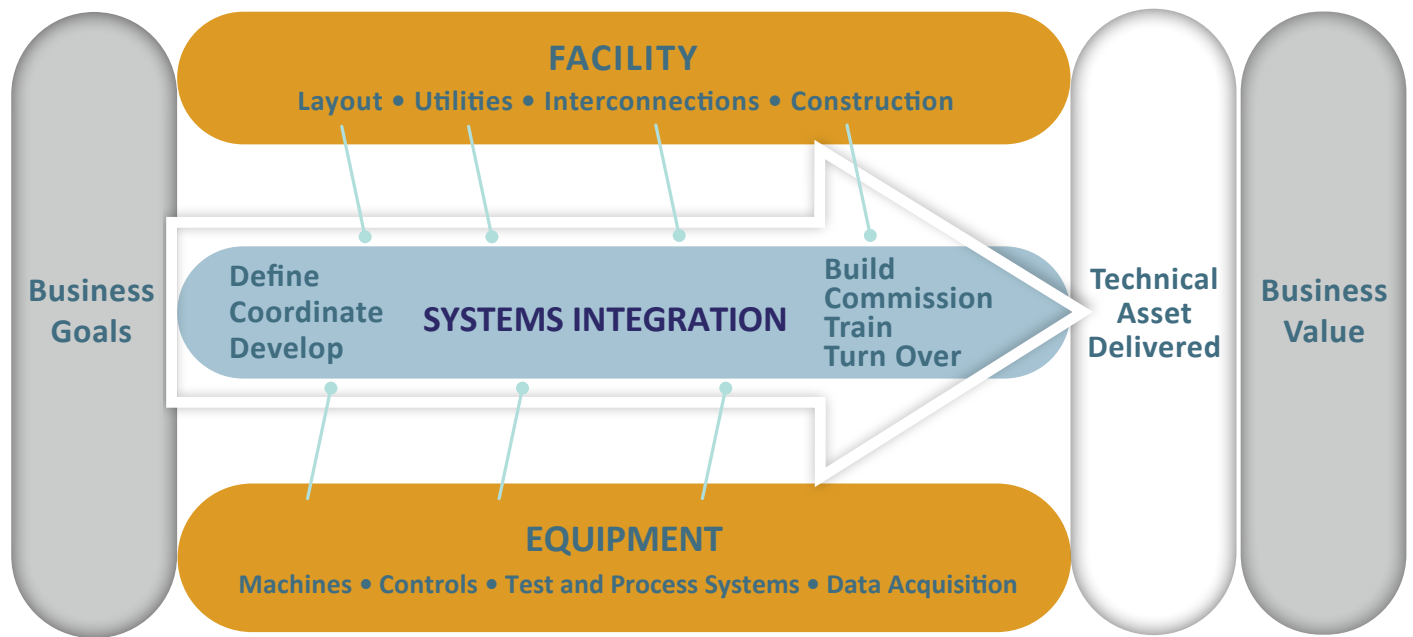 FACILITY
Layout • Utilities • Interconnections • Construction
Business
Goals
Define
Coordinate
Develop
SYSTEMS INTEGRATION
Build
Commission
Train
Turn Over
Technical
Asset
Delivered
Business
Value
EQUIPMENT
Machines • Controls • Test and Process Systems • Data Acquisition